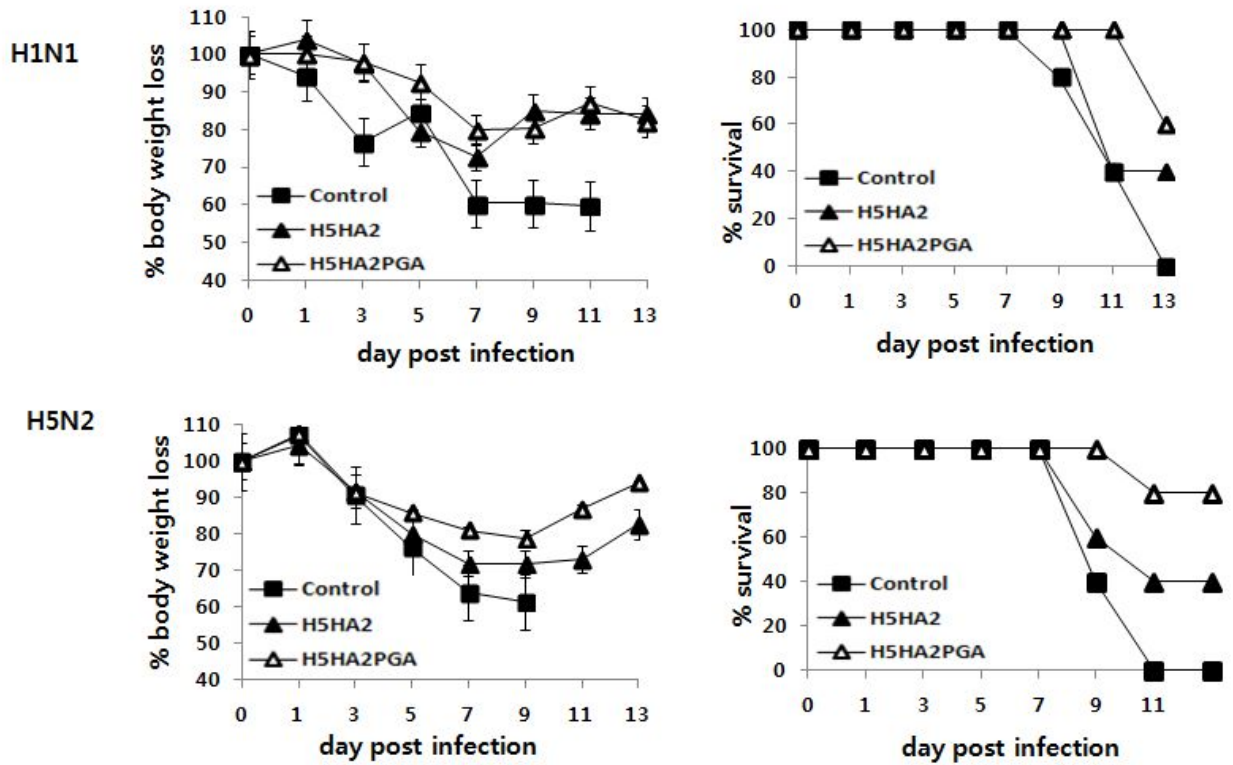 H1N1
% body weight loss
110
100
90
80
70
60
50
40
Control
H5HA2
H5HA2PGA
0 1 3 5 7 9 11 13
day post infection
% survival
100
80
60
40
20
0
Control
H5HA2
H5HA2PGA
0 1 3 5 7 9 11 13
day post infection
H5N2
% body weight loss
110
100
90
80
70
60
50
40
Control
H5HA2
H5HA2PGA
0 1 3 5 7 9 11 13
day post infection
% survival
100
80
60
40
20
0
Control
H5HA2
H5HA2PGA
0 1 3 5 7 9 11
day post infection